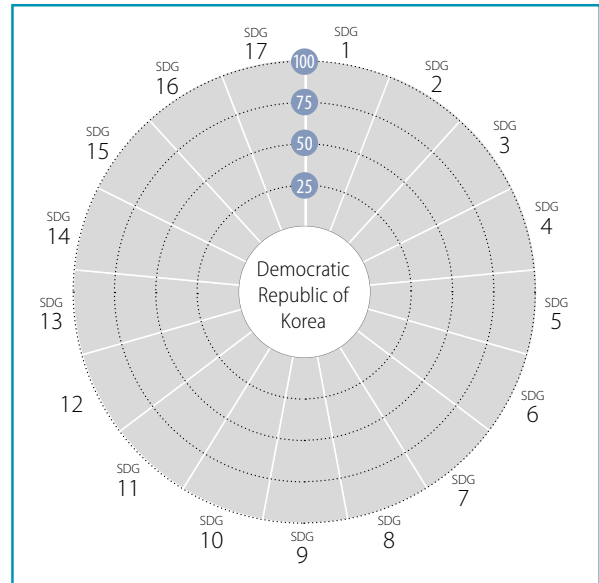 SDG
1
SDG
2
SDG
3
SDG
4
SDG
5
SDG
6
SDG
7
SDG
8
SDG
9
SDG
10
SDG
11
12
SDG
13
SDG
14
SDG
15
SDG
16
SDG
17
100
75
50
25
Democratic
Republic of
Korea